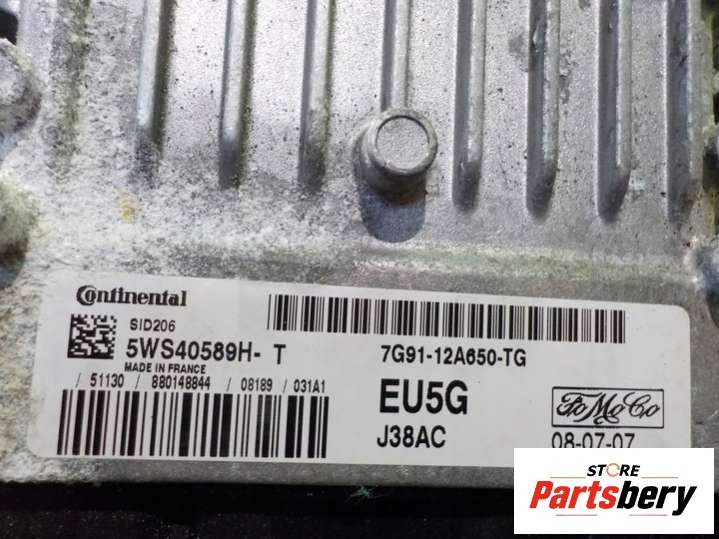 Continental
SID206
5WS40589H- T
MADE IN FRANCE
7G91-12A650-TG
/ 51130 / 880148844 / 08189 / 031A1
EU5G
J38AC
FoMoCo
08-07-07
STORE
Partsbery